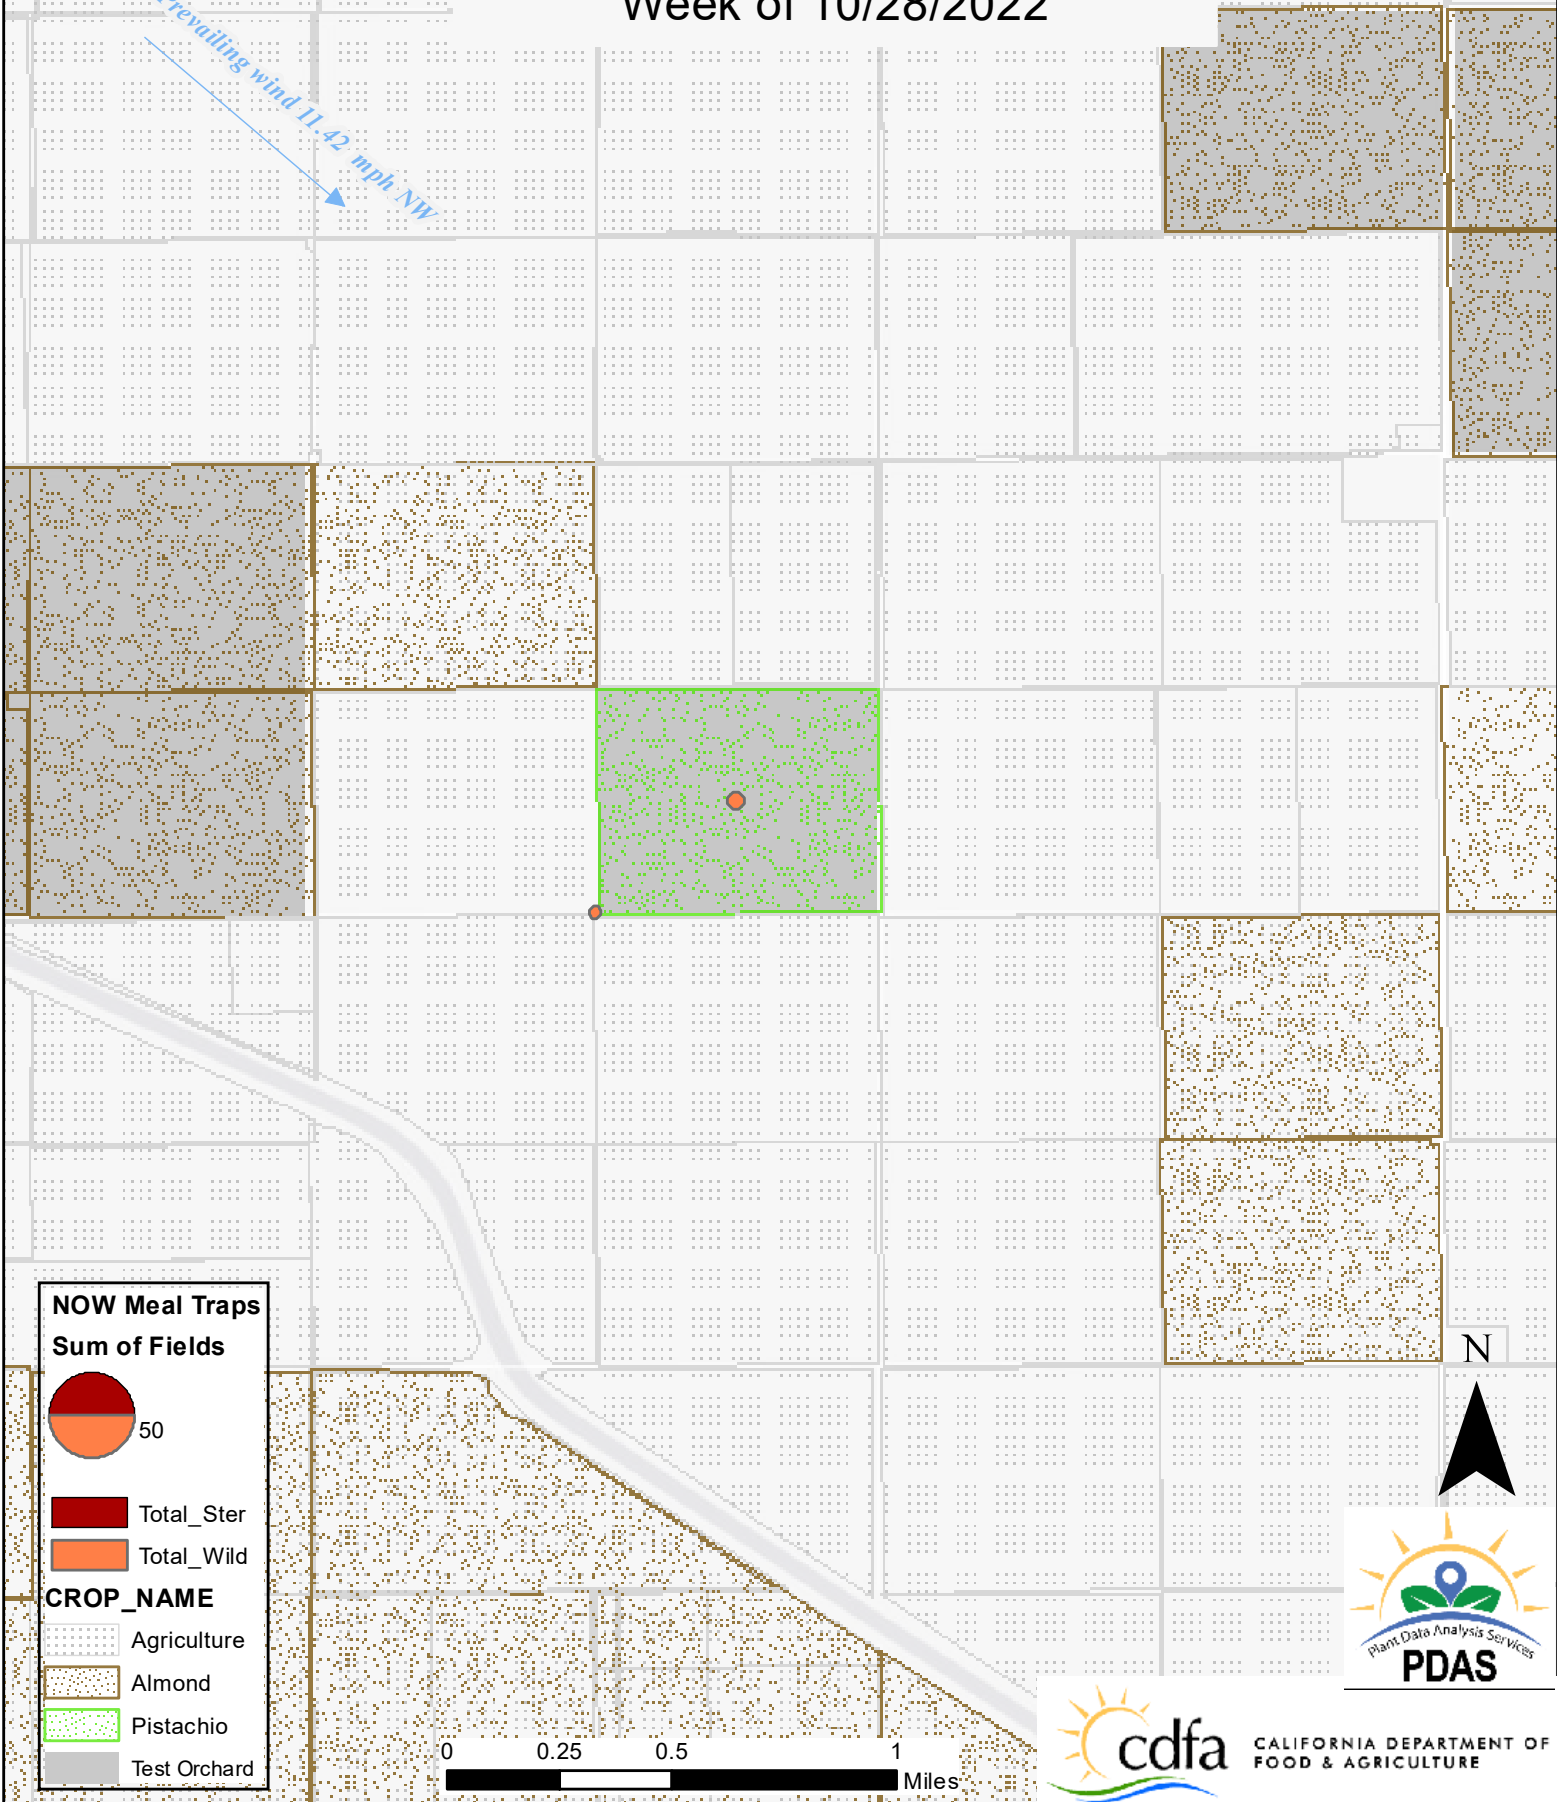 Week of 10/28/2022
Prevailing wind 11.42 mph NW
NOW Meal Traps
Sum of Fields
50
Total_Ster
Total_Wild
CROP_NAME
Agriculture
Almond
Pistachio
Test Orchard
0 0.25 0.5 1
Miles
N
Plant Data Analysis Services
PDAS
cdfa
CALIFORNIA DEPARTMENT OF
FOOD & AGRICULTURE